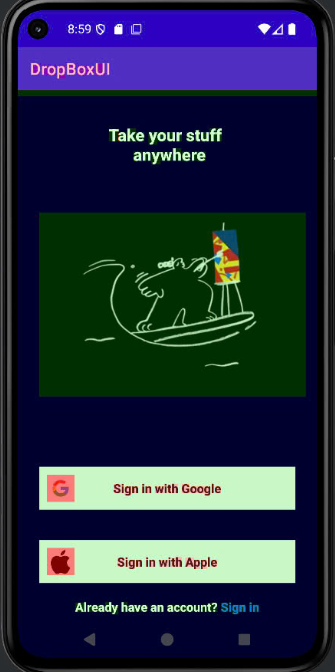 8:59
DropBoxUI
Take your stuff
anywhere
Sign in with Google
Sign in with Apple
Already have an account? Sign in